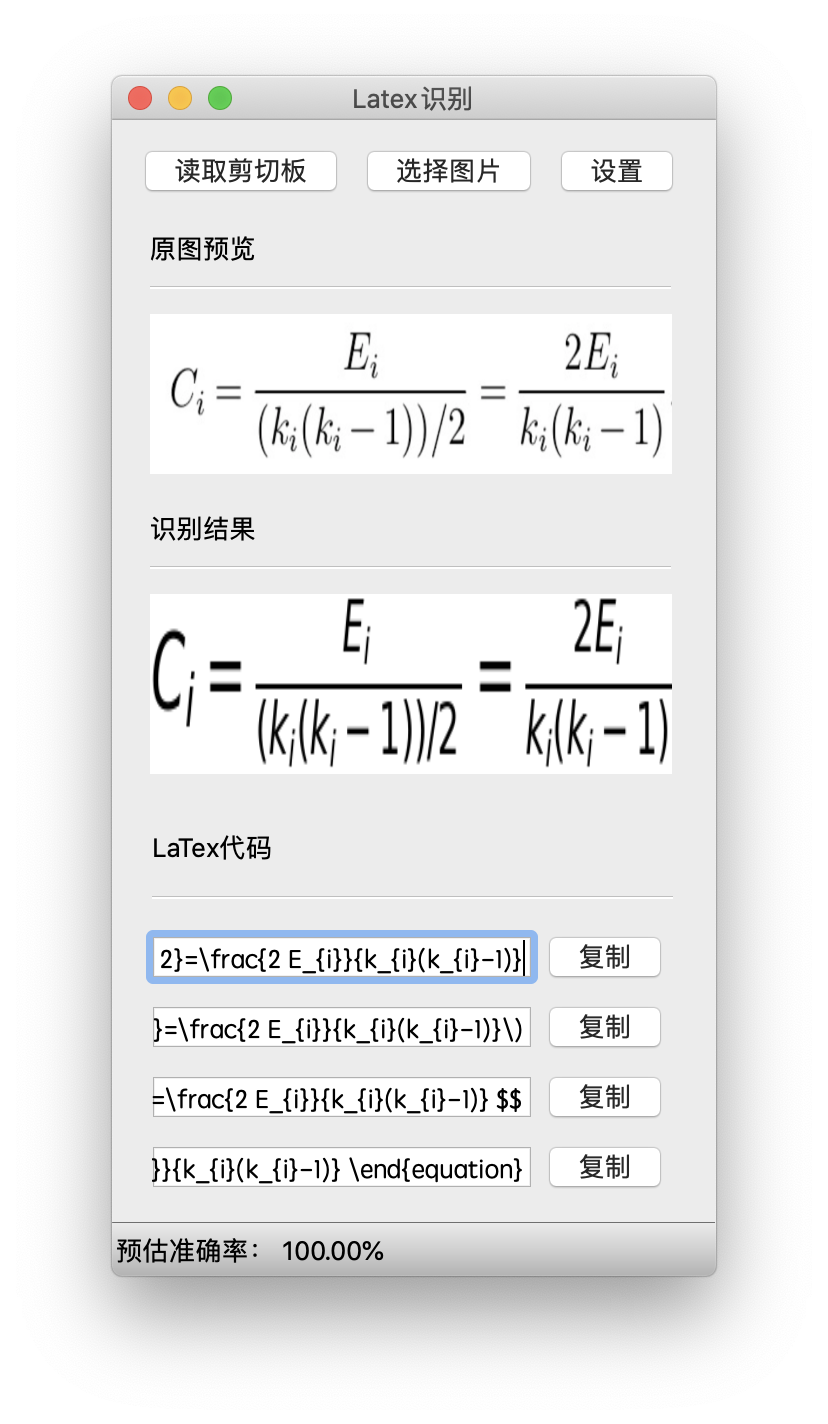 Latex识别
读取剪切板 选择图片 设置
原图预览
C_i = \frac{E_i}{(k_i(k_i - 1))/2} = \frac{2E_i}{k_i(k_i - 1)}
识别结果
C_i = \frac{E_i}{(k_i(k_i - 1))/2} = \frac{2E_i}{k_i(k_i - 1)}
LaTex代码
2}=\frac{2 E_{i}}{k_{i}(k_{i}-1)} 复制
}=\frac{2 E_{i}}{k_{i}(k_{i}-1)}\) 复制
=\frac{2 E_{i}}{k_{i}(k_{i}-1)} $$ 复制
}}{k_{i}(k_{i}-1)} \end{equation} 复制
预估准确率： 100.00%